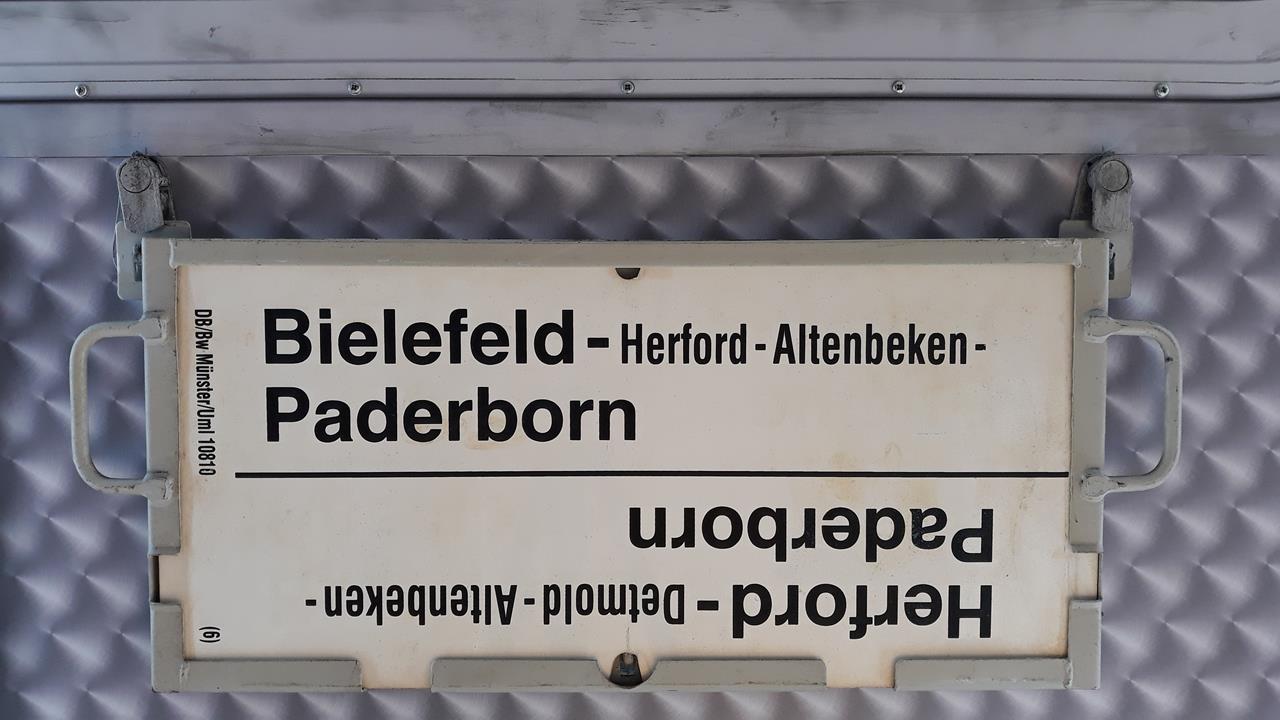 Bielefeld - Herford - Altenbeken -
Paderborn
Herford - Detmold - Altenbeken -
Paderborn
DB/Bw Münster/Uml 10810
(6)